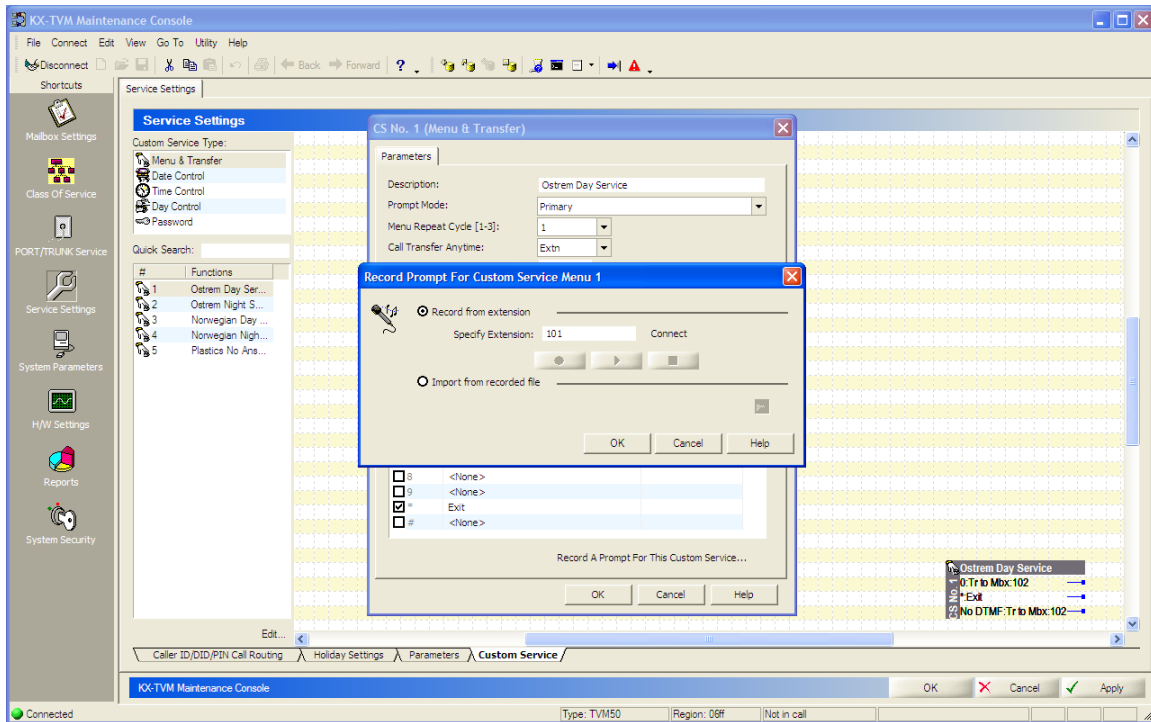 KX-TVM Maintenance Console
File Connect Edit View Go To Utility Help
Disconnect Back Forward ?
Shortcuts
Mailbox Settings
Class Of Service
PORT/TRUNK Service
Service Settings
System Parameters
H/W Settings
Reports
System Security
Service Settings
Service Settings
Custom Service Type:
Menu & Transfer
Date Control
Time Control
Day Control
Password
Quick Search:
# Functions
1 Ostrem Day Ser...
2 Ostrem Night S...
3 Norwegian Day ...
4 Norwegian Nigh...
5 Plastics No Ans...
Edit...
CS No. 1 (Menu & Transfer)
Parameters
Description: Ostrem Day Service
Prompt Mode: Primary
Menu Repeat Cycle [1-3]: 1
Call Transfer Anytime: Extn
Record Prompt For Custom Service Menu 1
Record from extension
Specify Extension: 101 Connect
Import from recorded file
OK Cancel Help
8 <None>
9 <None>
* Exit
# <None>
Record A Prompt For This Custom Service...
OK Cancel Help
CS No. 1
Ostrem Day Service
0:Tr to Mbx:102
*:Exit
No DTMF:Tr to Mbx:102
Caller ID/DID/PIN Call Routing Holiday Settings Parameters Custom Service
KX-TVM Maintenance Console OK Cancel Apply
Connected Type: TVM50 Region: 06ff Not in call